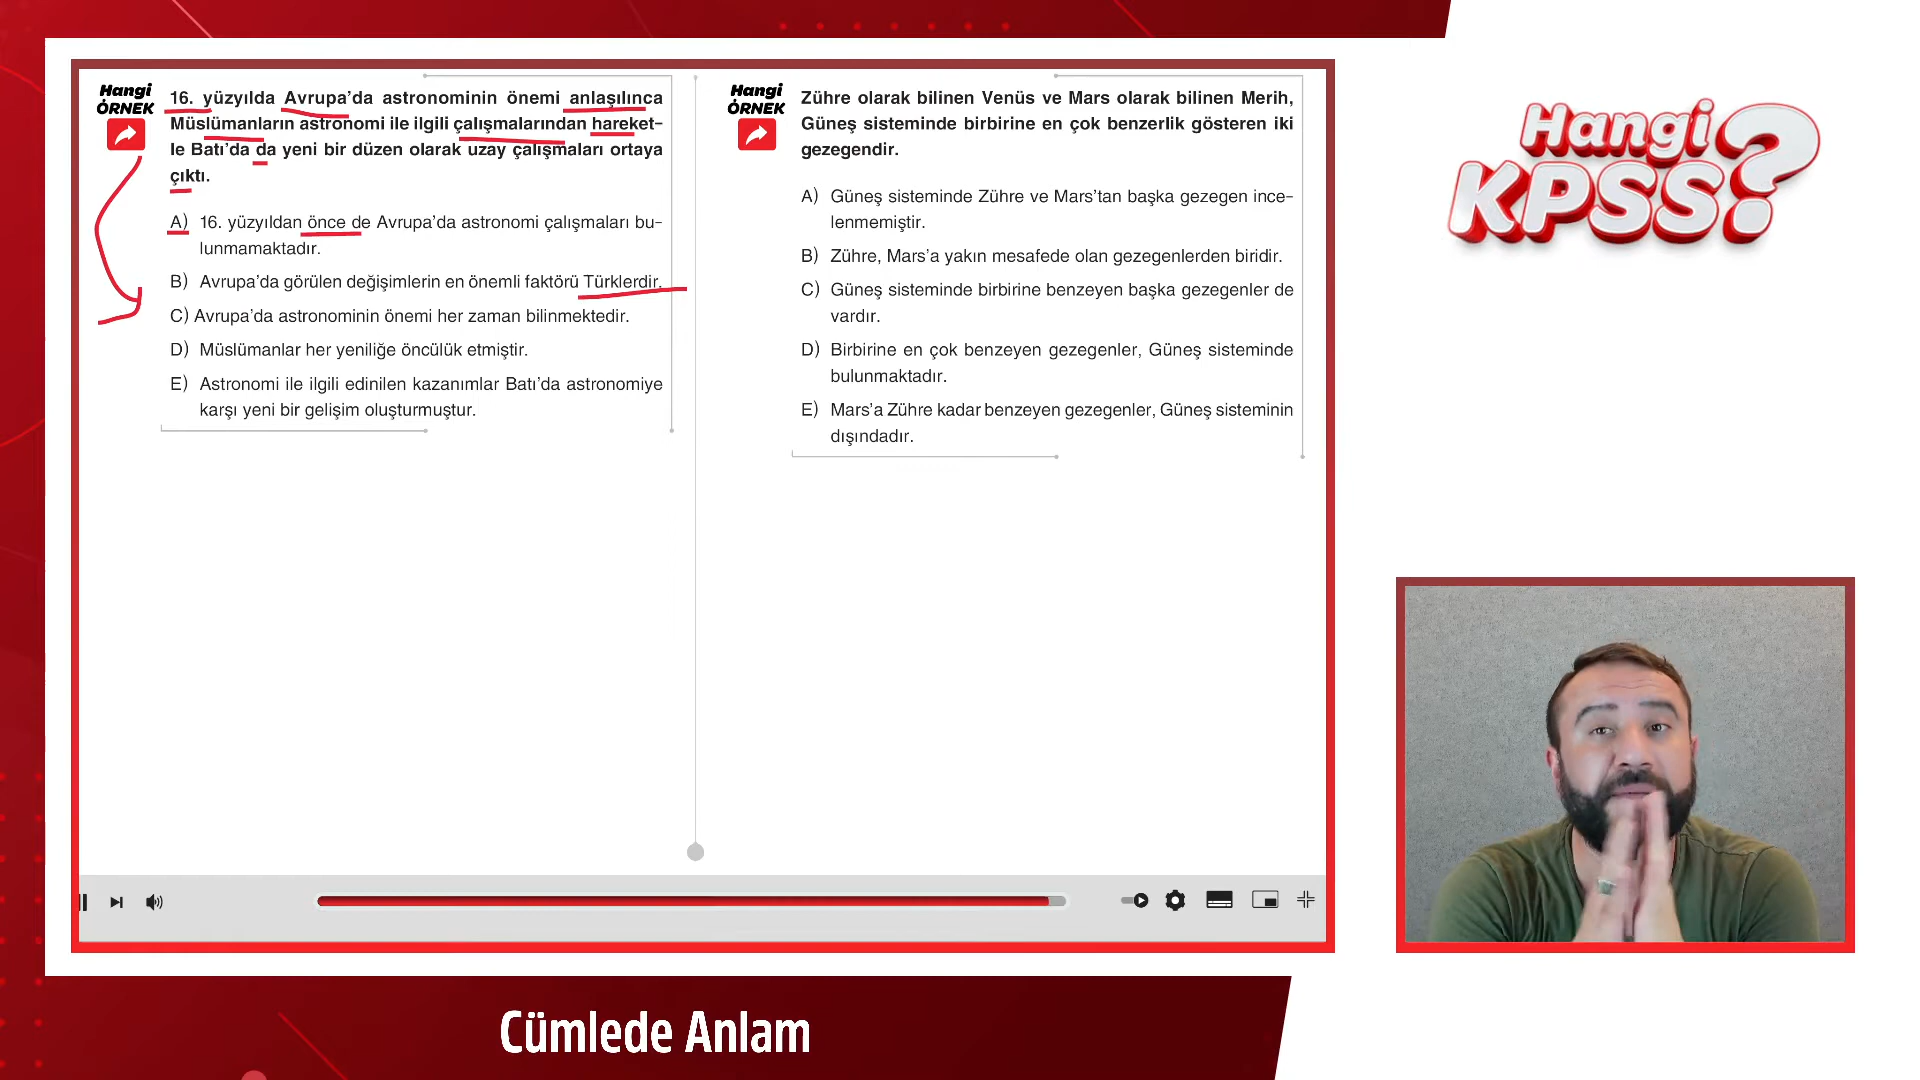 Hangi
ÖRNEK
16. yüzyılda Avrupa’da astronominin önemi anlaşılınca
Müslümanların astronomi ile ilgili çalışmalarından hareket-
le Batı’da da yeni bir düzen olarak uzay çalışmaları ortaya
çıktı.
A) 16. yüzyıldan önce de Avrupa’da astronomi çalışmaları bu-
lunmamaktadır.
B) Avrupa’da görülen değişimlerin en önemli faktörü Türklerdir.
C) Avrupa’da astronominin önemi her zaman bilinmektedir.
D) Müslümanlar her yeniliğe öncülük etmiştir.
E) Astronomi ile ilgili edinilen kazanımlar Batı’da astronomiye
karşı yeni bir gelişim oluşturmuştur.
Hangi
ÖRNEK
Zühre olarak bilinen Venüs ve Mars olarak bilinen Merih,
Güneş sisteminde birbirine en çok benzerlik gösteren iki
gezegendir.
A) Güneş sisteminde Zühre ve Mars’tan başka gezegen ince-
lenmemiştir.
B) Zühre, Mars’a yakın mesafede olan gezegenlerden biridir.
C) Güneş sisteminde birbirine benzeyen başka gezegenler de
vardır.
D) Birbirine en çok benzeyen gezegenler, Güneş sisteminde
bulunmaktadır.
E) Mars’a Zühre kadar benzeyen gezegenler, Güneş sisteminin
dışındadır.
Hangi
KPSS?
Cümlede Anlam